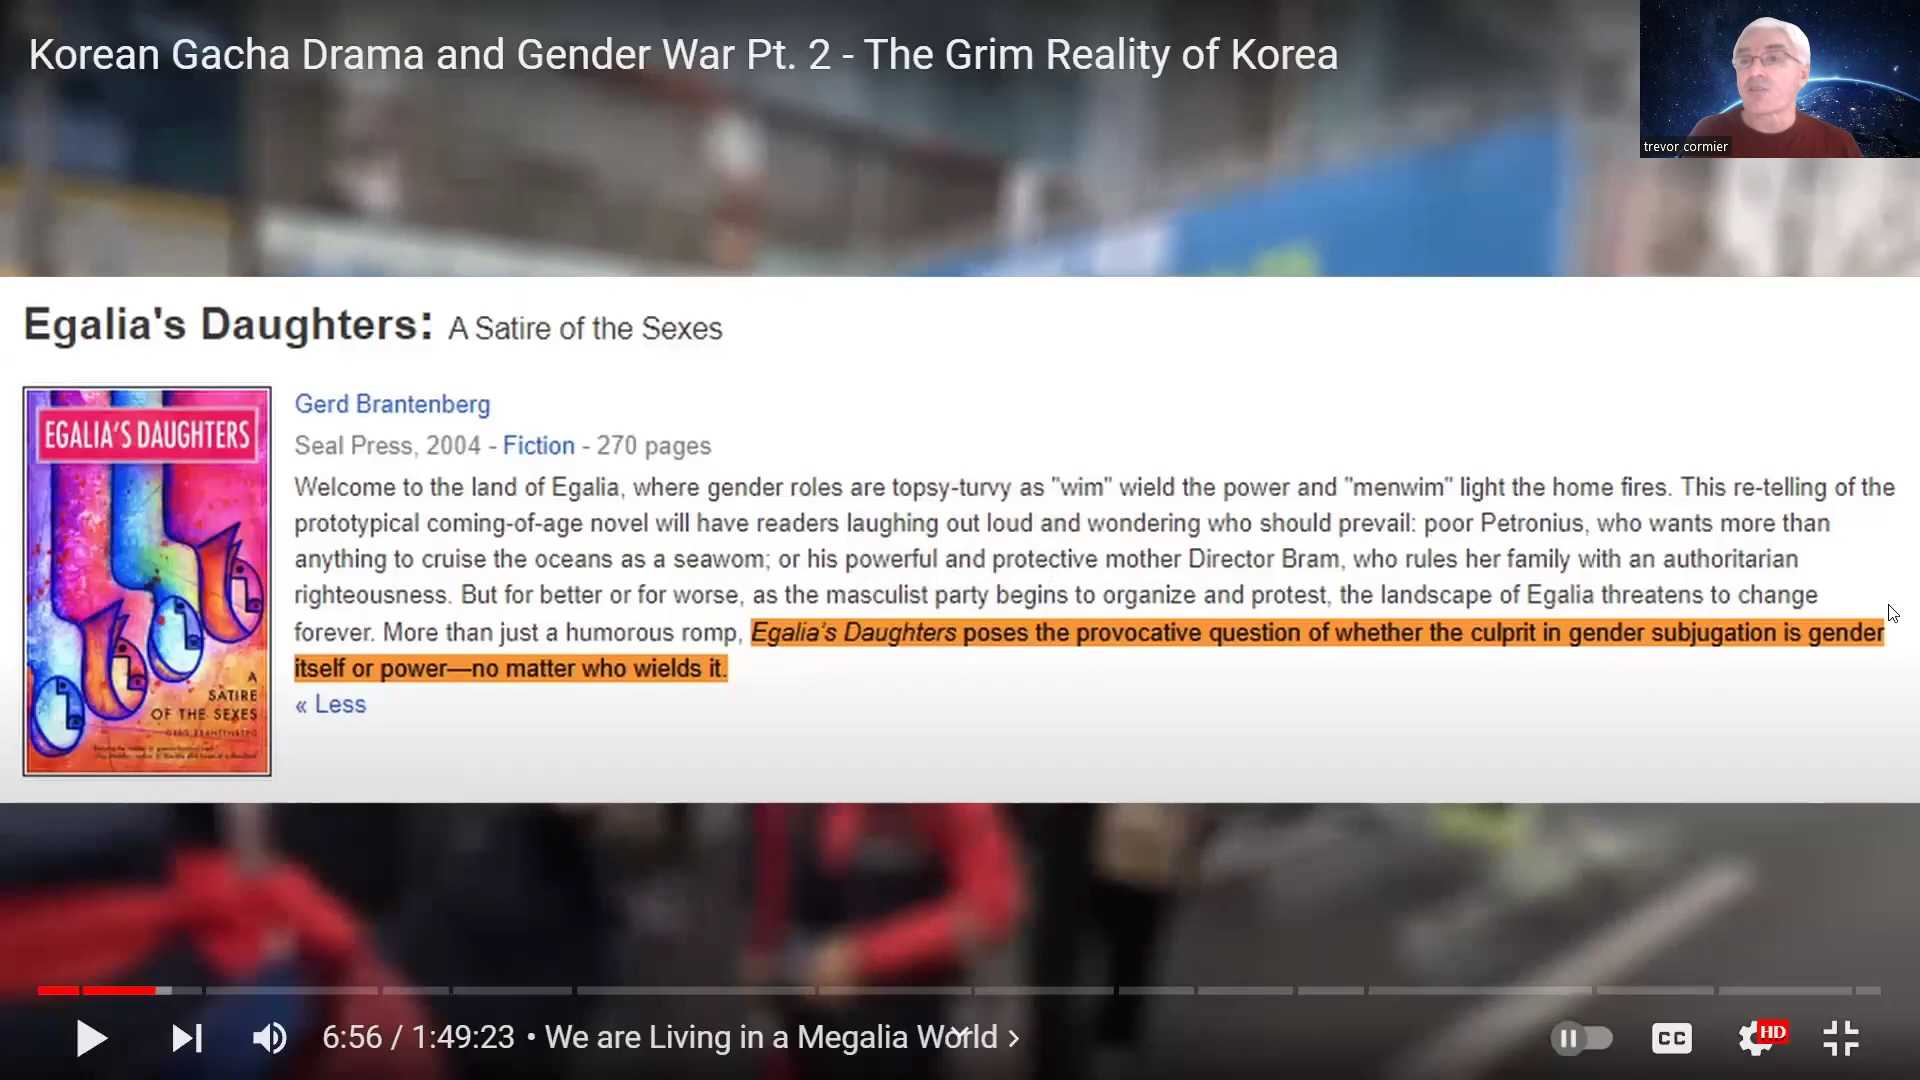 Korean Gacha Drama and Gender War Pt. 2 - The Grim Reality of Korea
trevor cormier
Egalia's Daughters: A Satire of the Sexes
EGALIA'S DAUGHTERS
A
SATIRE
OF THE SEXES
GERD BRANTENBERG
Gerd Brantenberg
Seal Press, 2004 - Fiction - 270 pages
Welcome to the land of Egalia, where gender roles are topsy-turvy as "wim" wield the power and "menwim" light the home fires. This re-telling of the
prototypical coming-of-age novel will have readers laughing out loud and wondering who should prevail: poor Petronius, who wants more than
anything to cruise the oceans as a seawom; or his powerful and protective mother Director Bram, who rules her family with an authoritarian
righteousness. But for better or for worse, as the masculist party begins to organize and protest, the landscape of Egalia threatens to change
forever. More than just a humorous romp, Egalia's Daughters poses the provocative question of whether the culprit in gender subjugation is gender
itself or power—no matter who wields it.
« Less
6:56 / 1:49:23 • We are Living in a Megalia World >
CC
HD